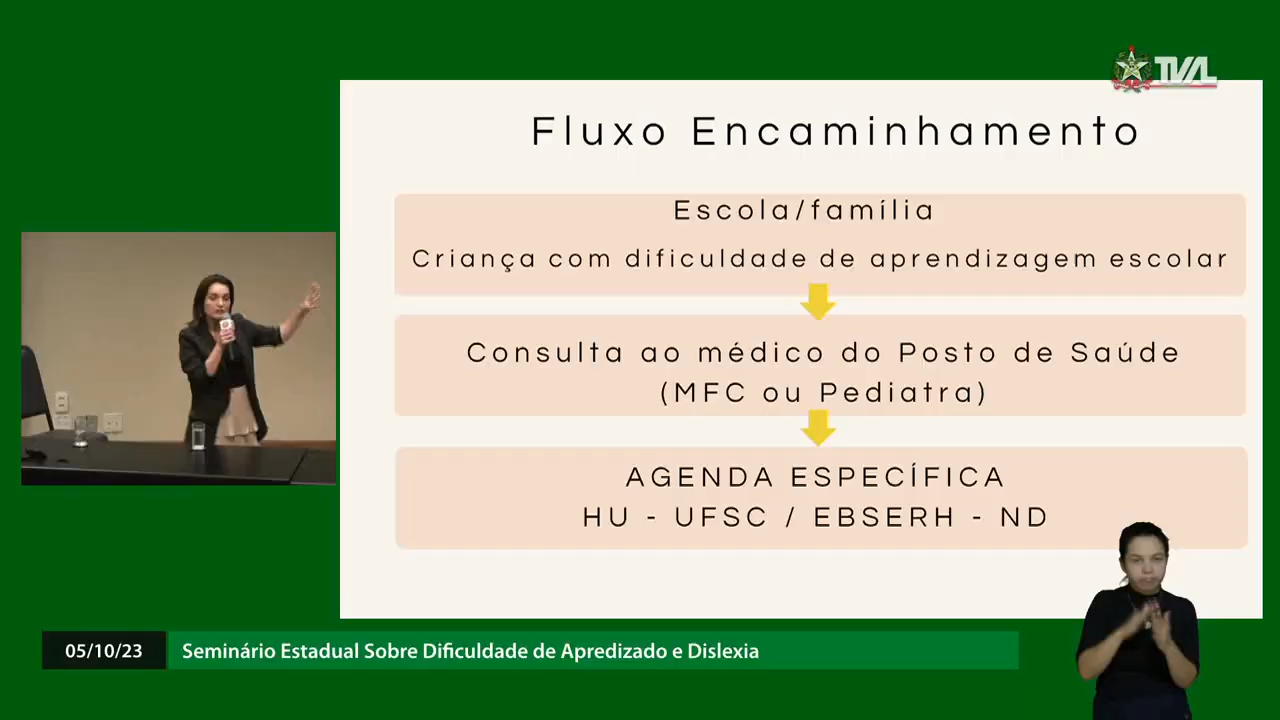 TVAL
Fluxo Encaminhamento
Escola/família
Criança com dificuldade de aprendizagem escolar
Consulta ao médico do Posto de Saúde
(MFC ou Pediatra)
AGENDA ESPECÍFICA
HU - UFSC / EBSERH - ND
05/10/23
Seminário Estadual Sobre Dificuldade de Apredizado e Dislexia